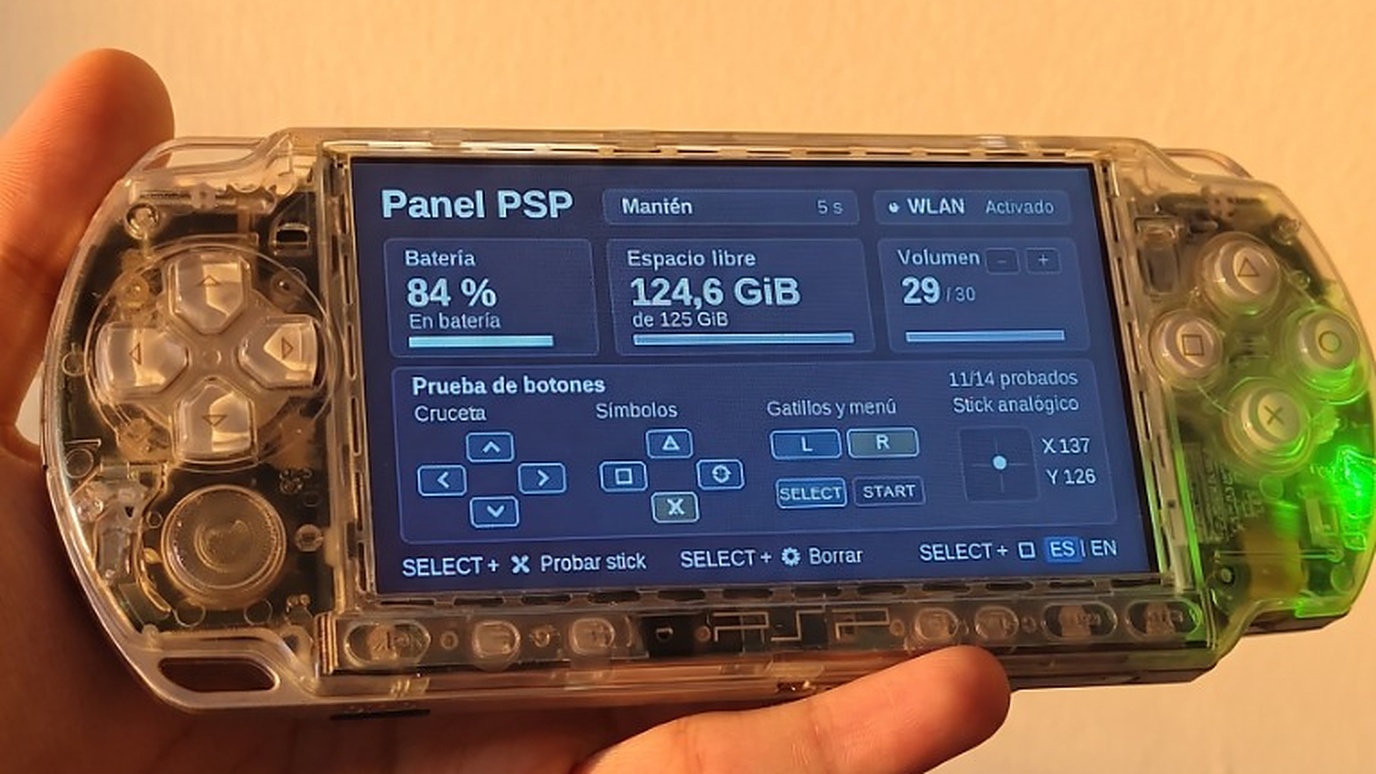 Panel PSP
Mantén 5 s
WLAN Activado
Batería
84 %
En batería
Espacio libre
124,6 GiB
de 125 GiB
Volumen - +
29 / 30
Prueba de botones
11/14 probados
Cruceta
Símbolos
Gatillos y menú
Stick analógico
L R
X
SELECT START
X 137
Y 126
SELECT + Probar stick
SELECT + Borrar
SELECT + ES | EN